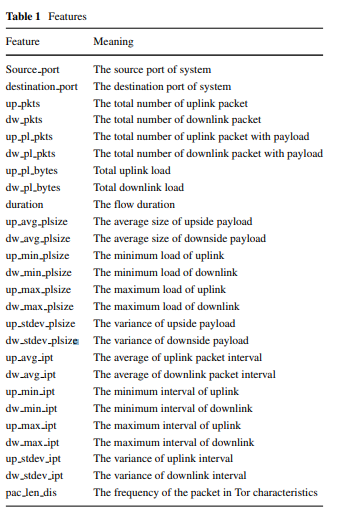 Table 1 Features
Feature Meaning
Source_port The source port of system
destination_port The destination port of system
up_pkts The total number of uplink packet
dw_pkts The total number of downlink packet
up_pl_pkts The total number of uplink packet with payload
dw_pl_pkts The total number of downlink packet with payload
up_pl_bytes Total uplink load
dw_pl_bytes Total downlink load
duration The flow duration
up_avg_plsize The average size of upside payload
dw_avg_plsize The average size of downside payload
up_min_plsize The minimum load of uplink
dw_min_plsize The minimum load of downlink
up_max_plsize The maximum load of uplink
dw_max_plsize The maximum load of downlink
up_stdev_plsize The variance of upside payload
dw_stdev_plsize The variance of downside payload
up_avg_ipt The average of uplink packet interval
dw_avg_ipt The average of downlink packet interval
up_min_ipt The minimum interval of uplink
dw_min_ipt The minimum interval of downlink
up_max_ipt The maximum interval of uplink
dw_max_ipt The maximum interval of downlink
up_stdev_ipt The variance of uplink interval
dw_stdev_ipt The variance of downlink interval
pac_len_dis The frequency of the packet in Tor characteristics